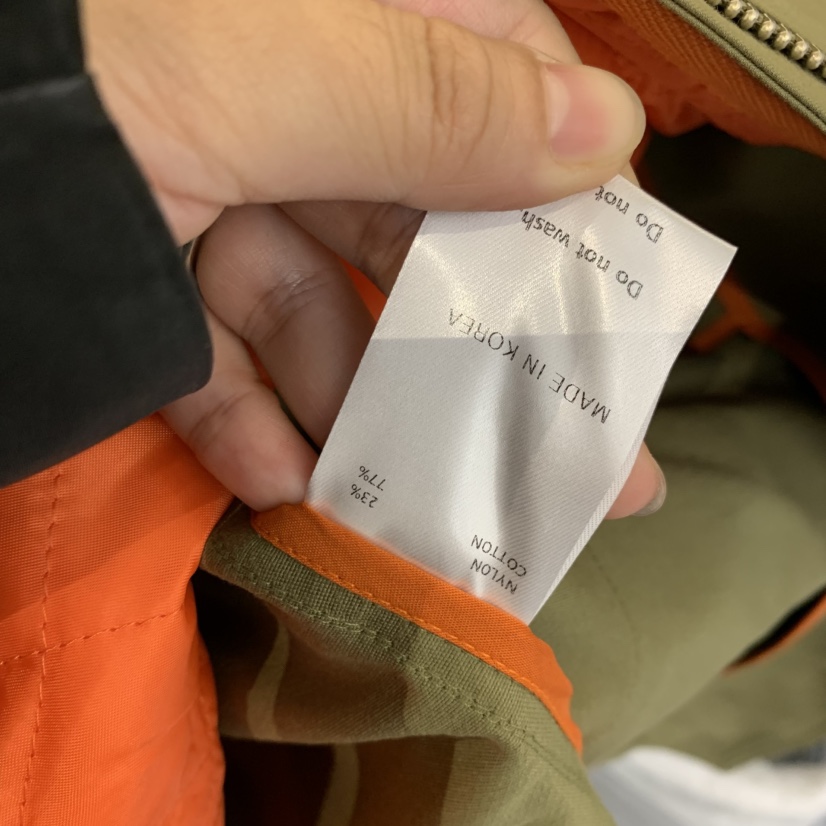 NYLON 23%
COTTON 77%
MADE IN KOREA
Do not wash,
Do not